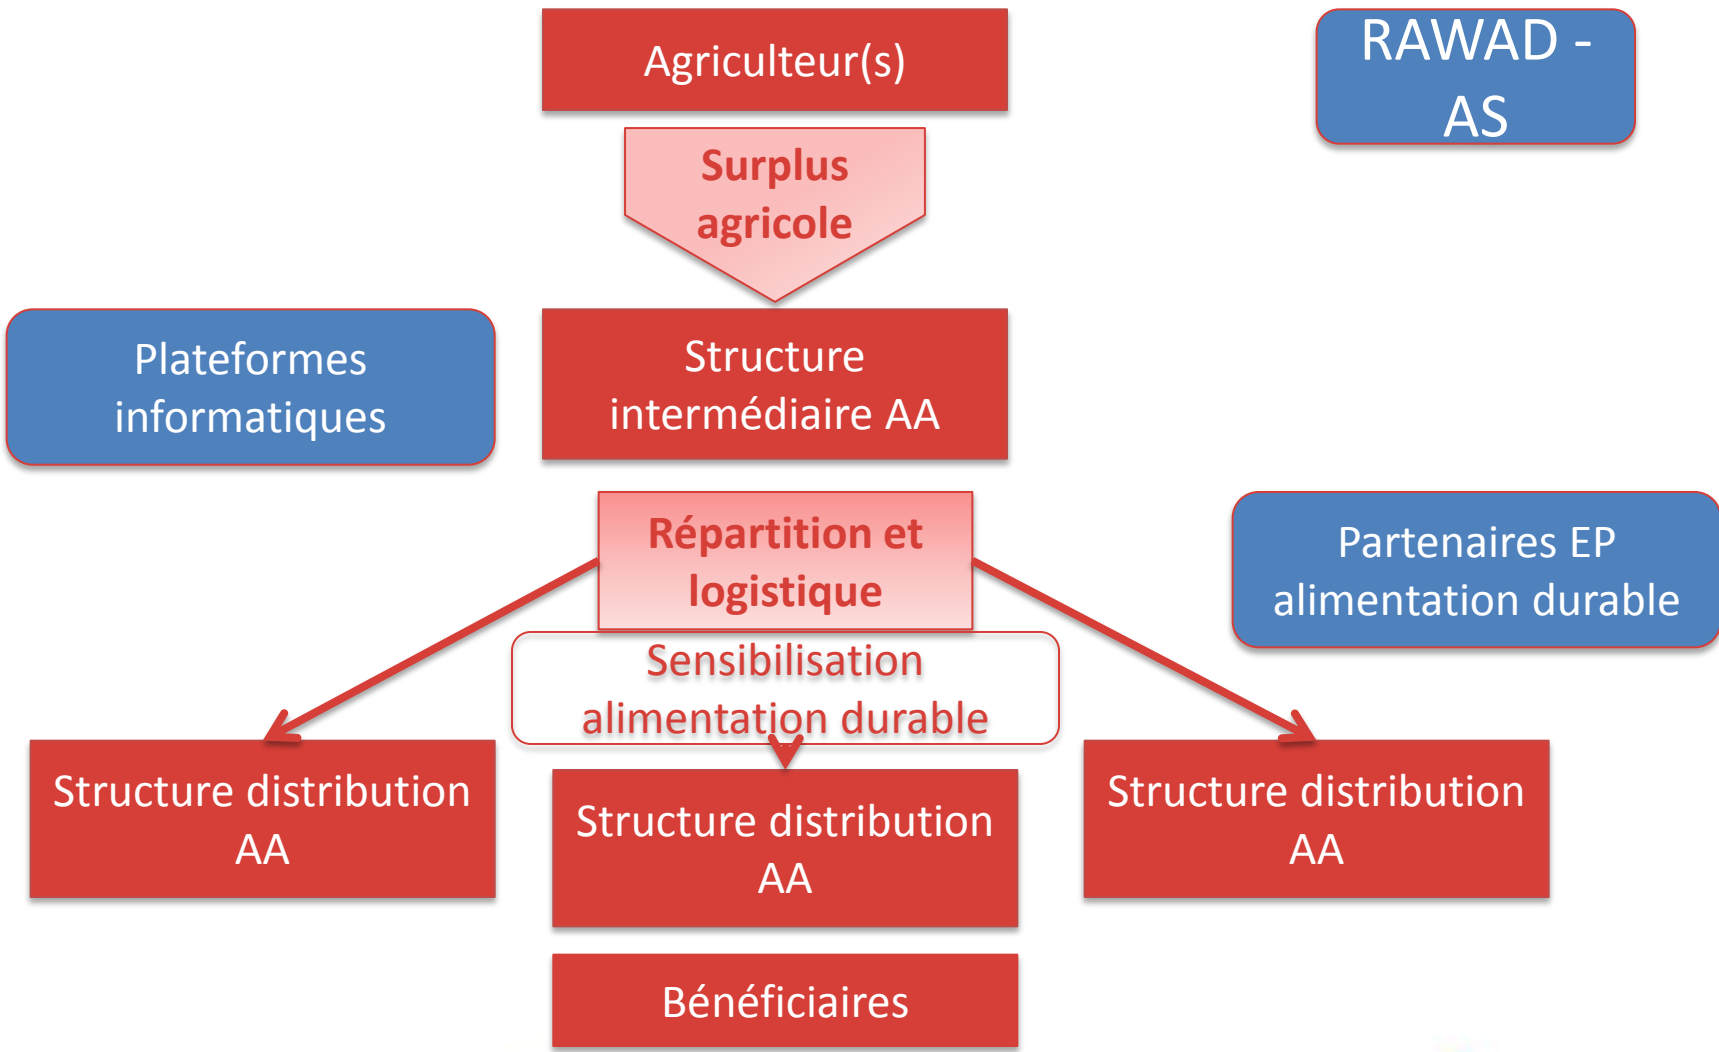 Agriculteur(s)
RAWAD -
AS
Surplus
agricole
Plateformes
informatiques
Structure
intermédiaire AA
Répartition et
logistique
Partenaires EP
alimentation durable
Sensibilisation
alimentation durable
Structure distribution
AA
Structure distribution
AA
Structure distribution
AA
Bénéficiaires